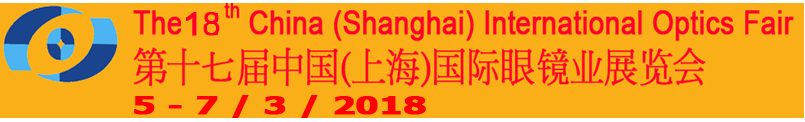 The18th China (Shanghai) International Optics Fair
第十七届中国(上海)国际眼镜业展览会
5 - 7 / 3 / 2018